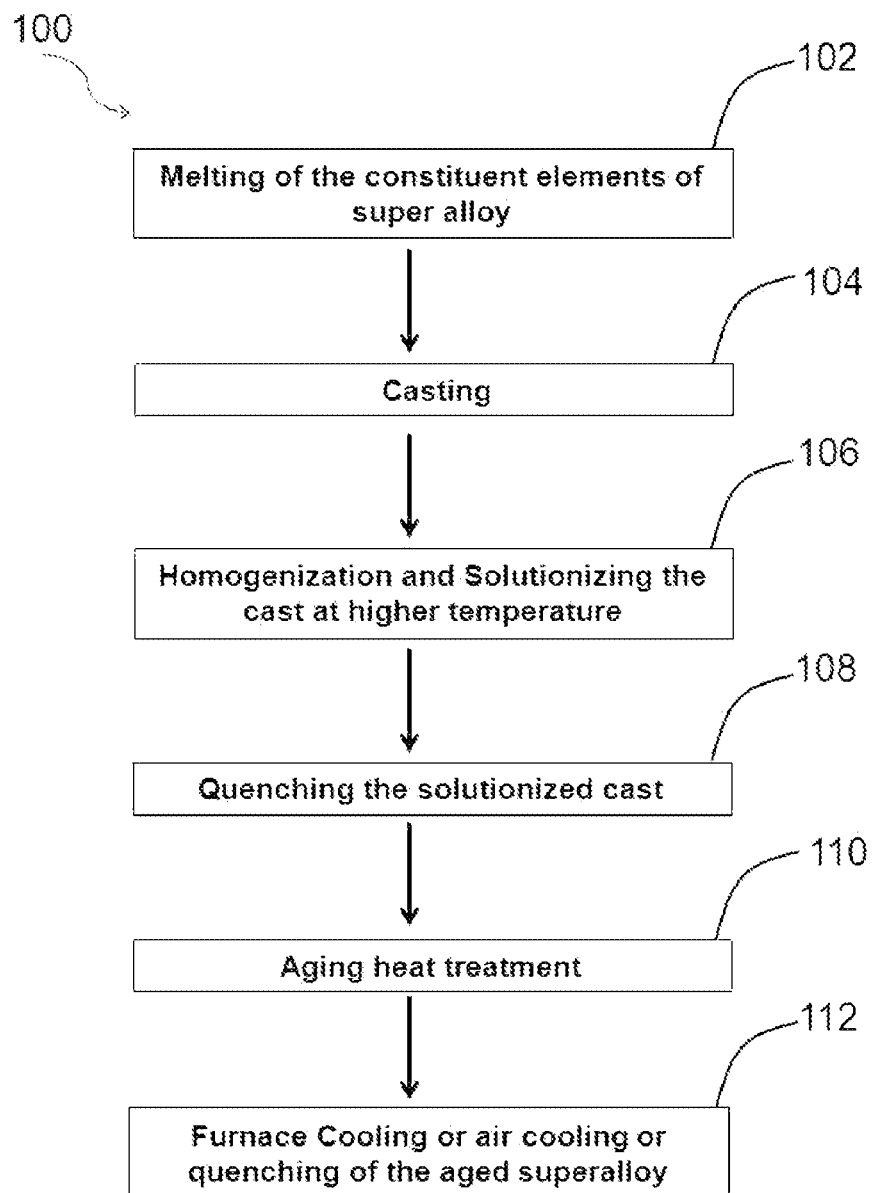 100
102
Melting of the constituent elements of
super alloy
104
Casting
106
Homogenization and Solutionizing the
cast at higher temperature
108
Quenching the solutionized cast
110
Aging heat treatment
112
Furnace Cooling or air cooling or
quenching of the aged superalloy